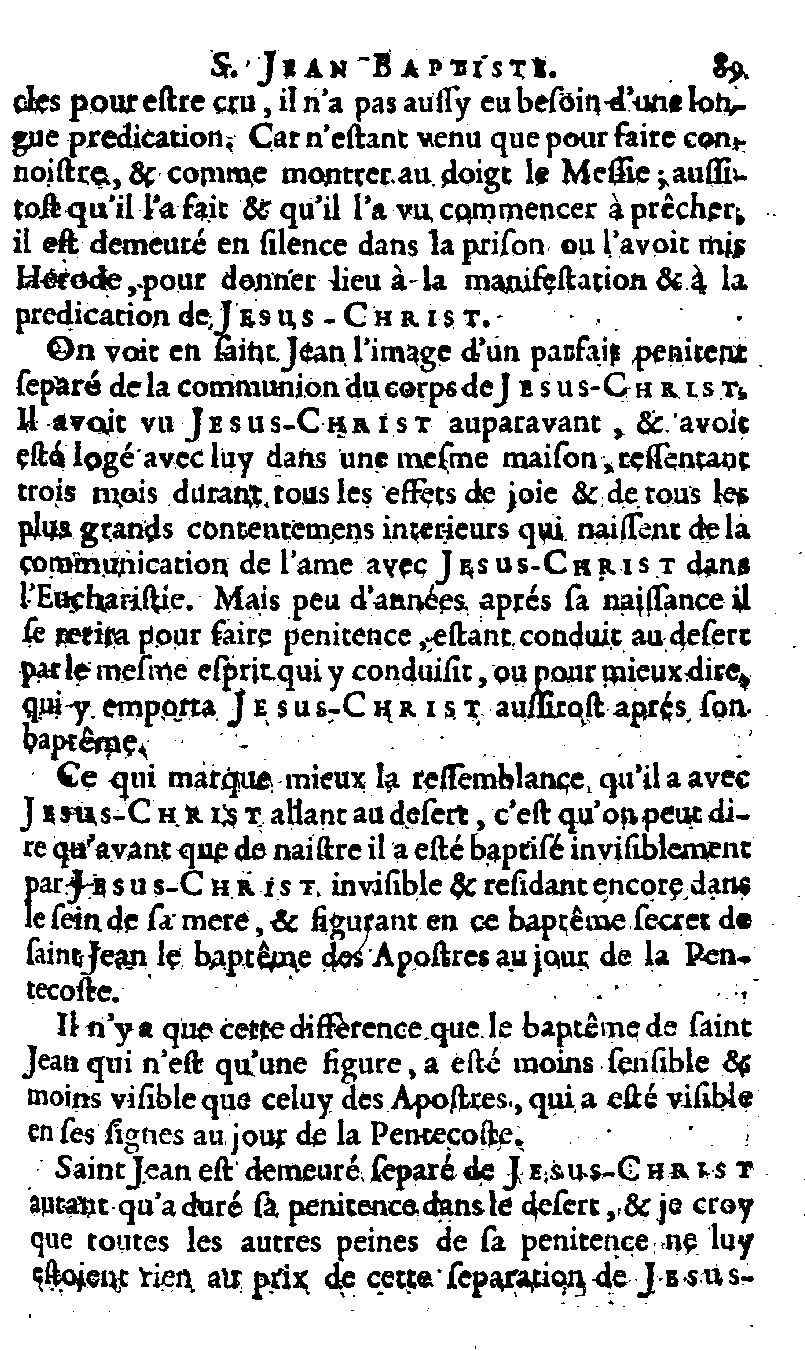 S. JEAN BAPTISTE. 89.
cles pour estre cru, il n'a pas aussy eu besoin d'une lon-
gue predication. Car n'estant venu que pour faire con-
noistre, & comme montrer au doigt le Messie; aussi-
tost qu'il l'a fait & qu'il l'a vu commencer à prêcher,
il est demeuré en silence dans la prison ou l'avoit mis
Herode, pour donner lieu à la manifestation & à la
predication de JESUS-CHRIST.
On voit en saint Jean l'image d'un parfait penitent
separé de la communion du corps de JESUS-CHRIST.
Il avoit vu JESUS-CHRIST auparavant, & avoit
esté logé avec luy dans une mesme maison, ressentant
trois mois durant tous les effets de joie & de tous les
plus grands contentemens interieurs qui naissent de la
communication de l'ame avec JESUS-CHRIST dans
l'Eucharistie. Mais peu d'années aprés sa naissance il
se retira pour faire penitence, estant conduit au desert
par le mesme esprit qui y conduisit, ou pour mieux dire,
qui y emporta JESUS-CHRIST aussitost aprés son
baptême.
Ce qui marque mieux la ressemblance qu'il a avec
JESUS-CHRIST allant au desert, c'est qu'on peut di-
re qu'avant que de naistre il a esté baptisé invisiblement
par JESUS-CHRIST invisible & residant encore dans
le sein de sa mere, & figurant en ce baptême secret de
saint Jean le baptême des Apostres au jour de la Pen-
tecoste.
Il n'y a que cette différence que le baptême de saint
Jean qui n'est qu'une figure, a esté moins sensible &
moins visible que celuy des Apostres, qui a esté visible
en ses signes au jour de la Pentecoste.
Saint Jean est demeuré separé de JESUS-CHRIST
autant qu'a duré sa penitence dans le desert, & je croy
que toutes les autres peines de sa penitence ne luy
estoient rien au prix de cette separation de JESUS-